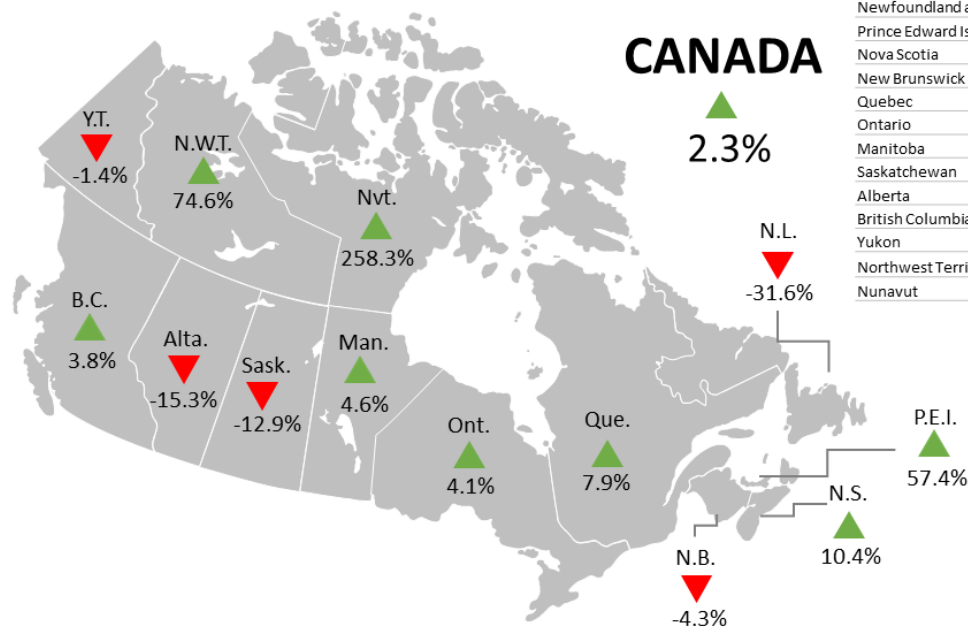 CANADA
2.3%
Newfoundland a
Prince Edward Is
Nova Scotia
New Brunswick
Quebec
Ontario
Manitoba
Saskatchewan
Alberta
British Columbia
Yukon
Northwest Terri
Nunavut
Y.T.
-1.4%
N.W.T.
74.6%
Nvt.
258.3%
B.C.
3.8%
Alta.
-15.3%
Sask.
-12.9%
Man.
4.6%
Ont.
4.1%
Que.
7.9%
N.L.
-31.6%
P.E.I.
57.4%
N.S.
10.4%
N.B.
-4.3%